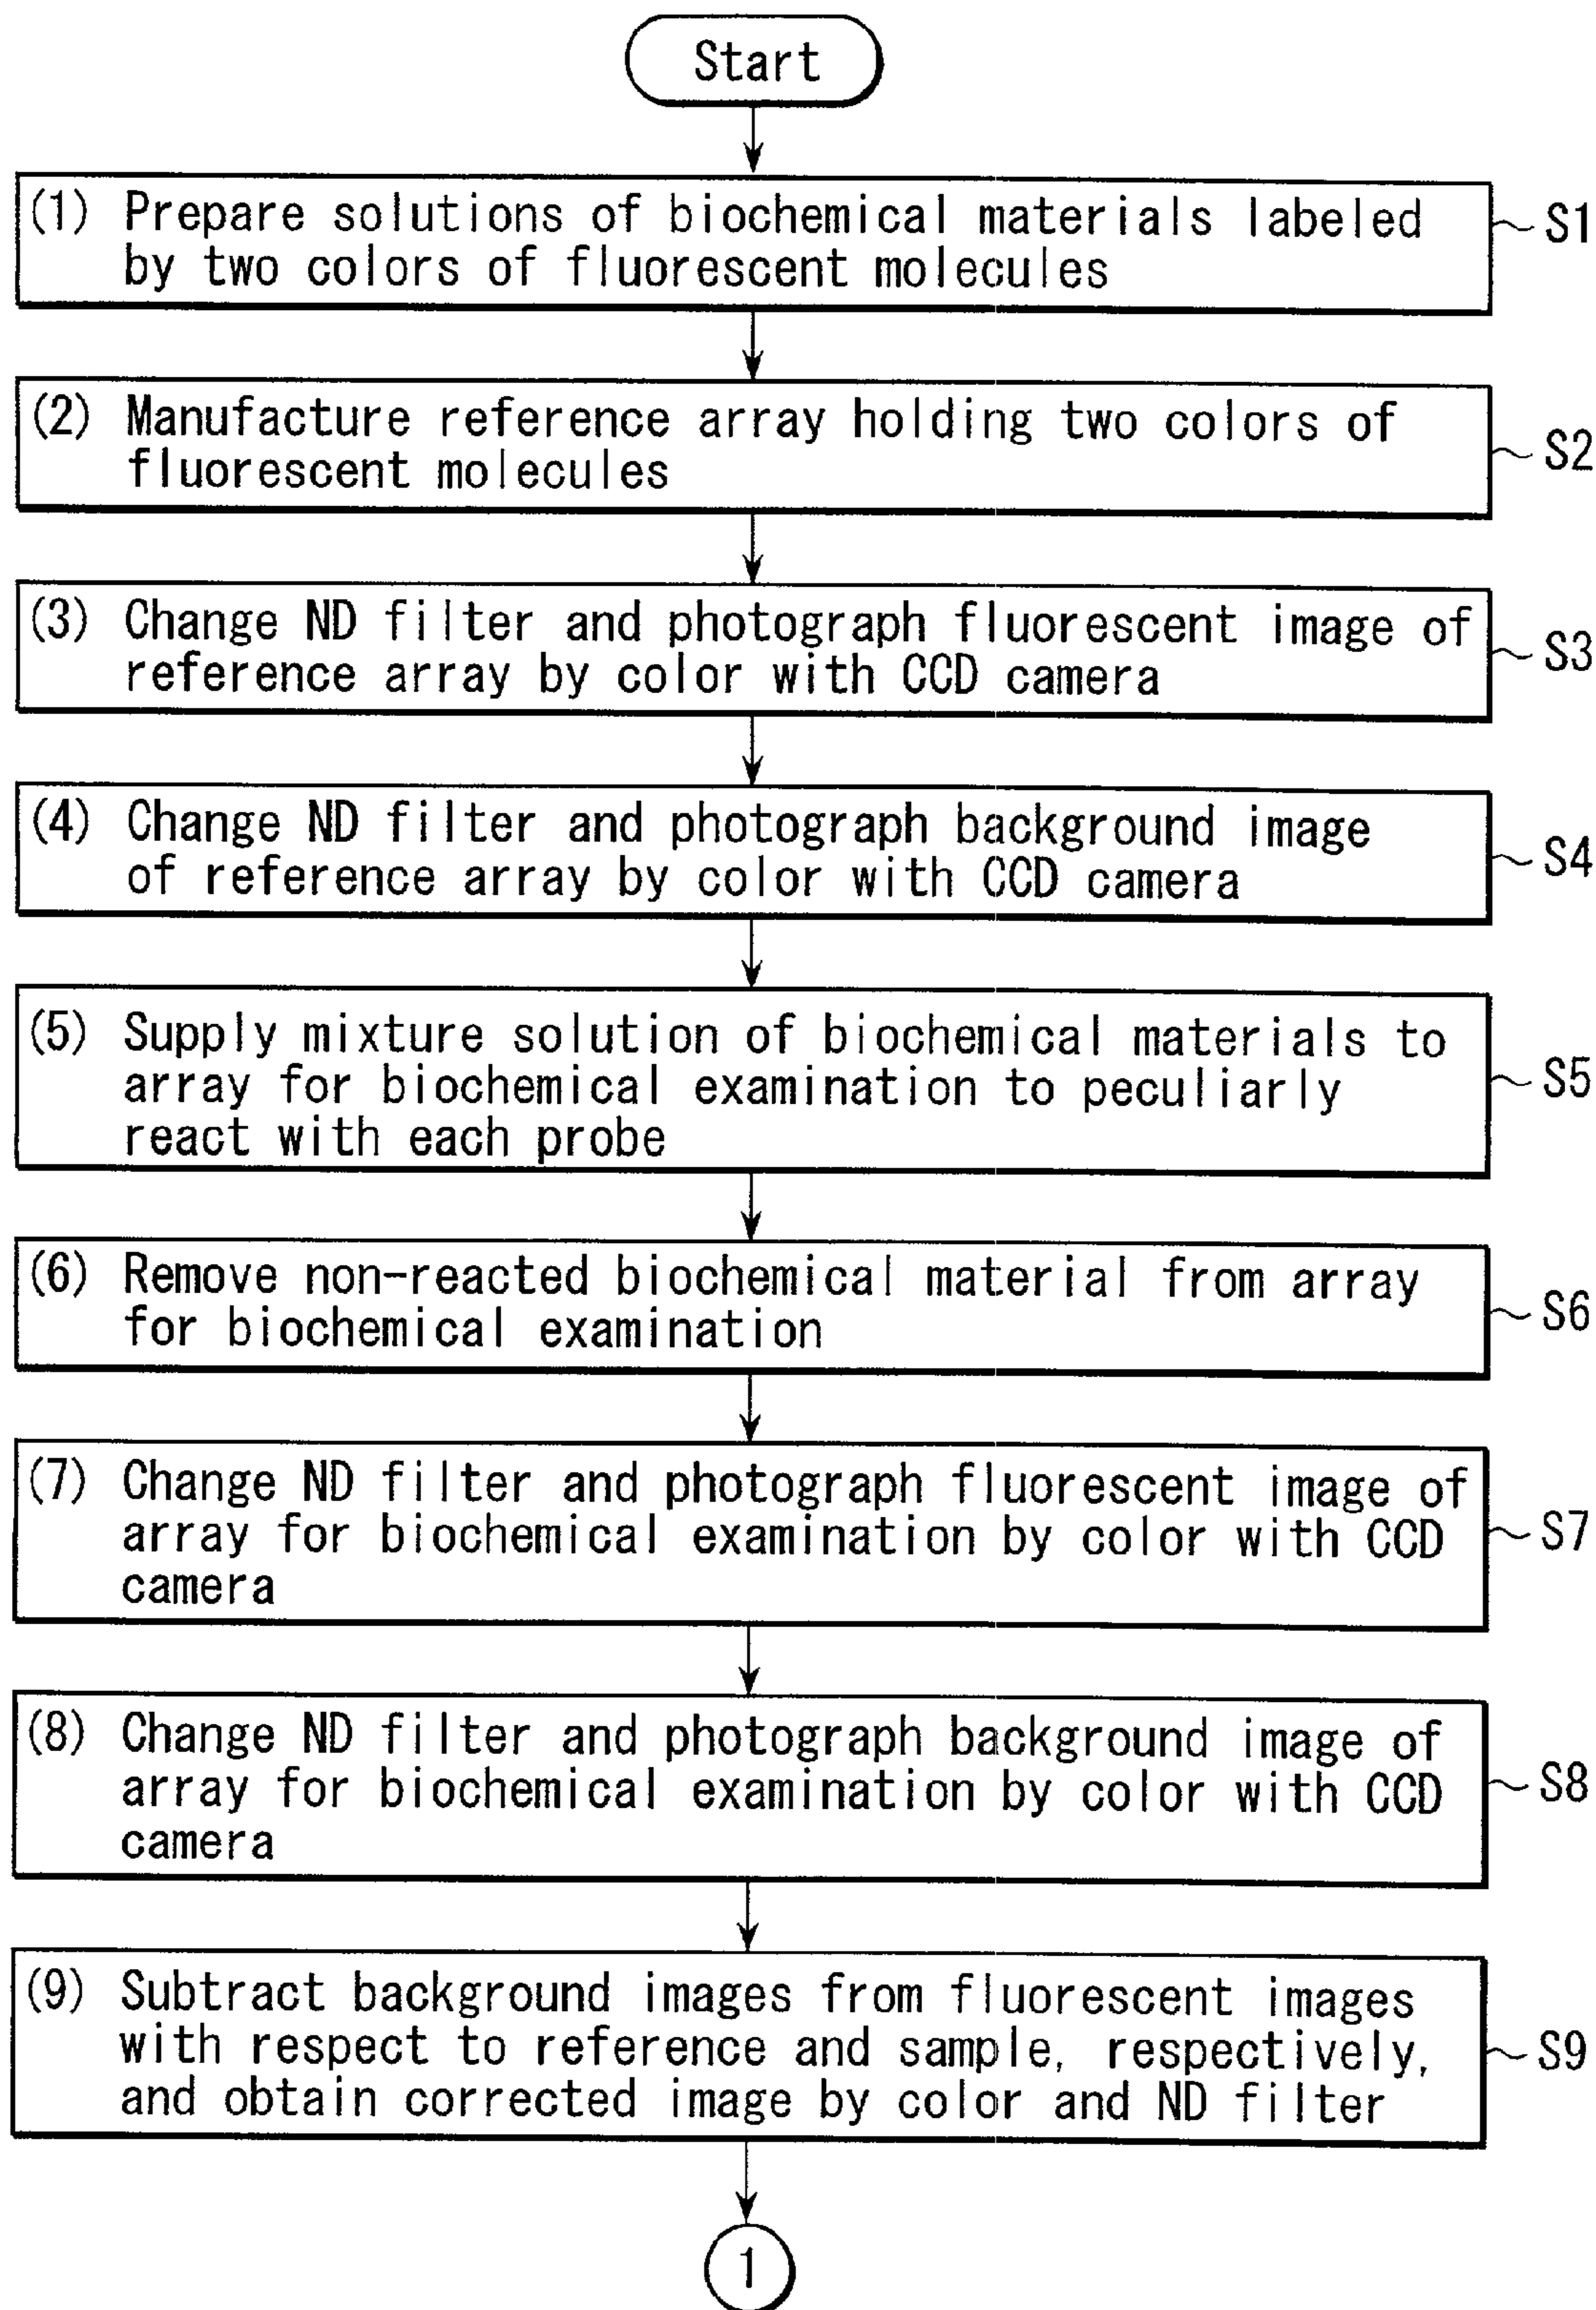 Start
(1) Prepare solutions of biochemical materials labeled
by two colors of fluorescent molecules
S1
(2) Manufacture reference array holding two colors of
fluorescent molecules
S2
(3) Change ND filter and photograph fluorescent image of
reference array by color with CCD camera
S3
(4) Change ND filter and photograph background image
of reference array by color with CCD camera
S4
(5) Supply mixture solution of biochemical materials to
array for biochemical examination to peculiarly
react with each probe
S5
(6) Remove non-reacted biochemical material from array
for biochemical examination
S6
(7) Change ND filter and photograph fluorescent image of
array for biochemical examination by color with CCD
camera
S7
(8) Change ND filter and photograph background image of
array for biochemical examination by color with CCD
camera
S8
(9) Subtract background images from fluorescent images
with respect to reference and sample, respectively,
and obtain corrected image by color and ND filter
S9
1